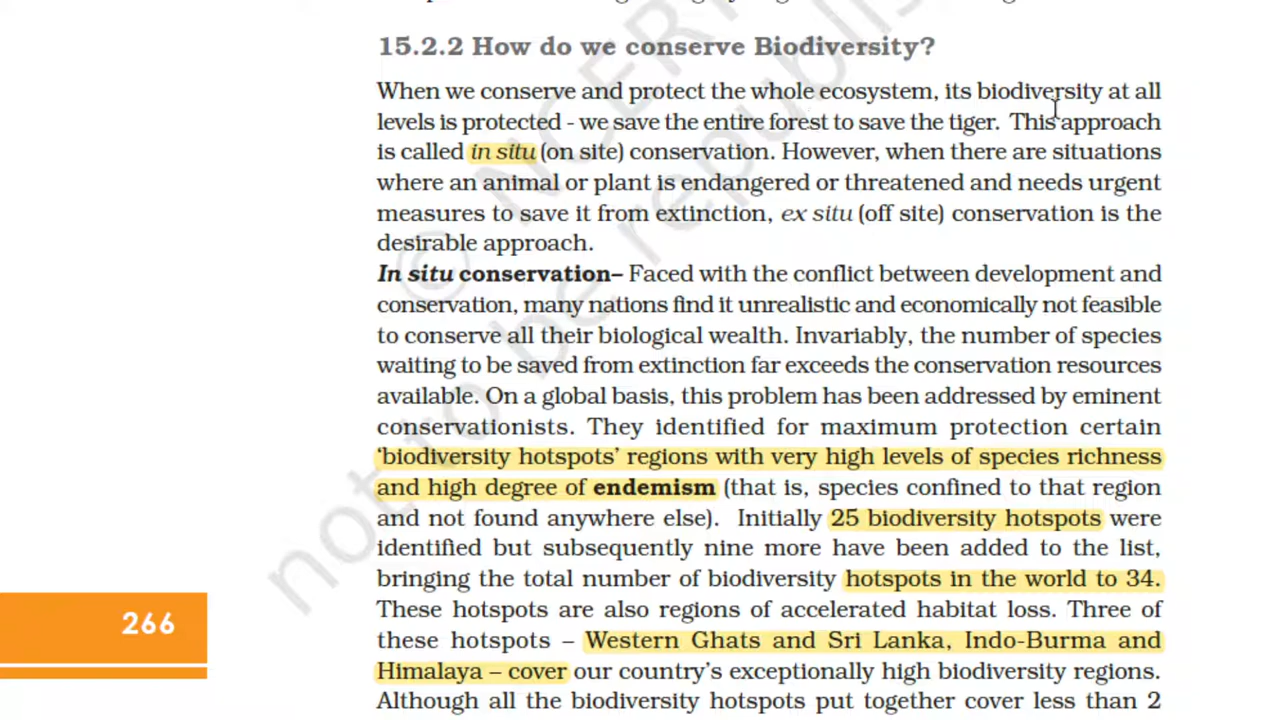 15.2.2 How do we conserve Biodiversity?
When we conserve and protect the whole ecosystem, its biodiversity at all
levels is protected - we save the entire forest to save the tiger. This approach
is called in situ (on site) conservation. However, when there are situations
where an animal or plant is endangered or threatened and needs urgent
measures to save it from extinction, ex situ (off site) conservation is the
desirable approach.
In situ conservation– Faced with the conflict between development and
conservation, many nations find it unrealistic and economically not feasible
to conserve all their biological wealth. Invariably, the number of species
waiting to be saved from extinction far exceeds the conservation resources
available. On a global basis, this problem has been addressed by eminent
conservationists. They identified for maximum protection certain
‘biodiversity hotspots’ regions with very high levels of species richness
and high degree of endemism (that is, species confined to that region
and not found anywhere else). Initially 25 biodiversity hotspots were
identified but subsequently nine more have been added to the list,
bringing the total number of biodiversity hotspots in the world to 34.
These hotspots are also regions of accelerated habitat loss. Three of
these hotspots – Western Ghats and Sri Lanka, Indo-Burma and
Himalaya – cover our country’s exceptionally high biodiversity regions.
Although all the biodiversity hotspots put together cover less than 2
266
© NCERT
not to be republis